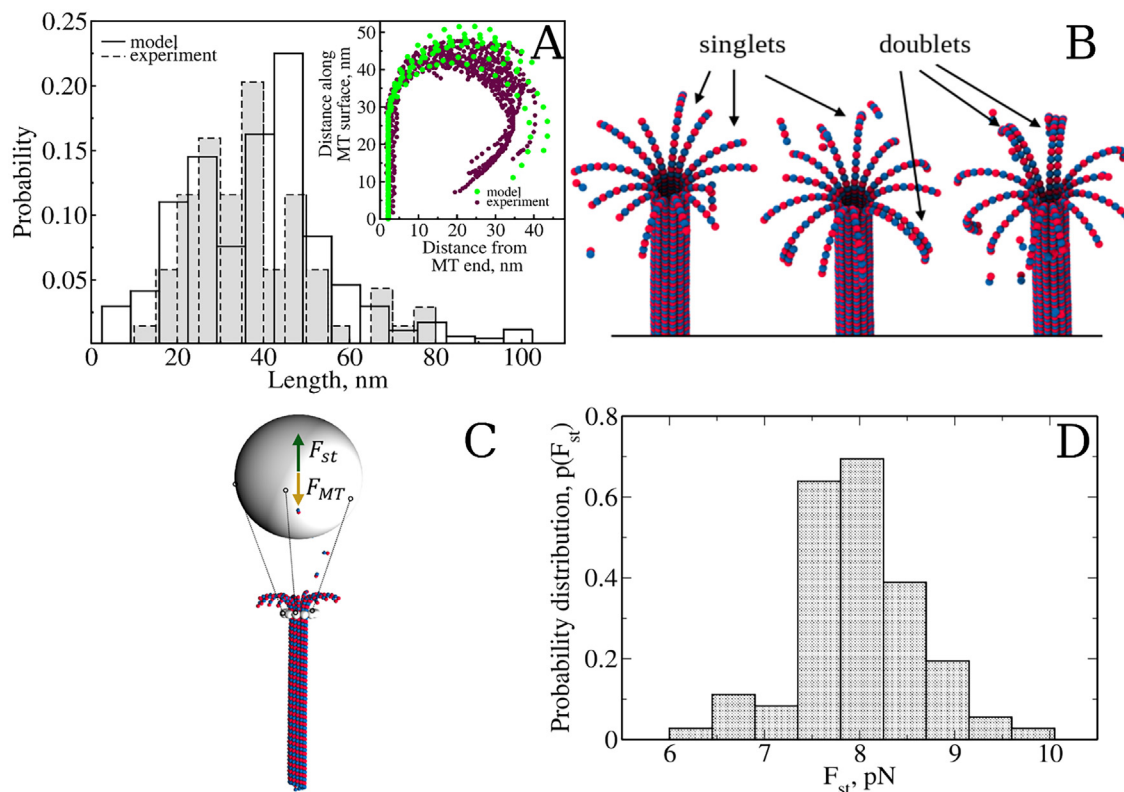 A
0.25
0.20
0.15
0.10
0.05
Probability
0
20
40
60
80
100
Length, nm
model
experiment
50
40
30
20
10
0
Distance along
MT surface, nm
0
10
20
30
40
Distance from
MT end, nm
model
experiment
B
singlets
doublets
C
F_st
F_MT
D
0.8
0.6
0.4
0.2
0
Probability distribution, p(F_st)
6
7
8
9
10
F_st, pN